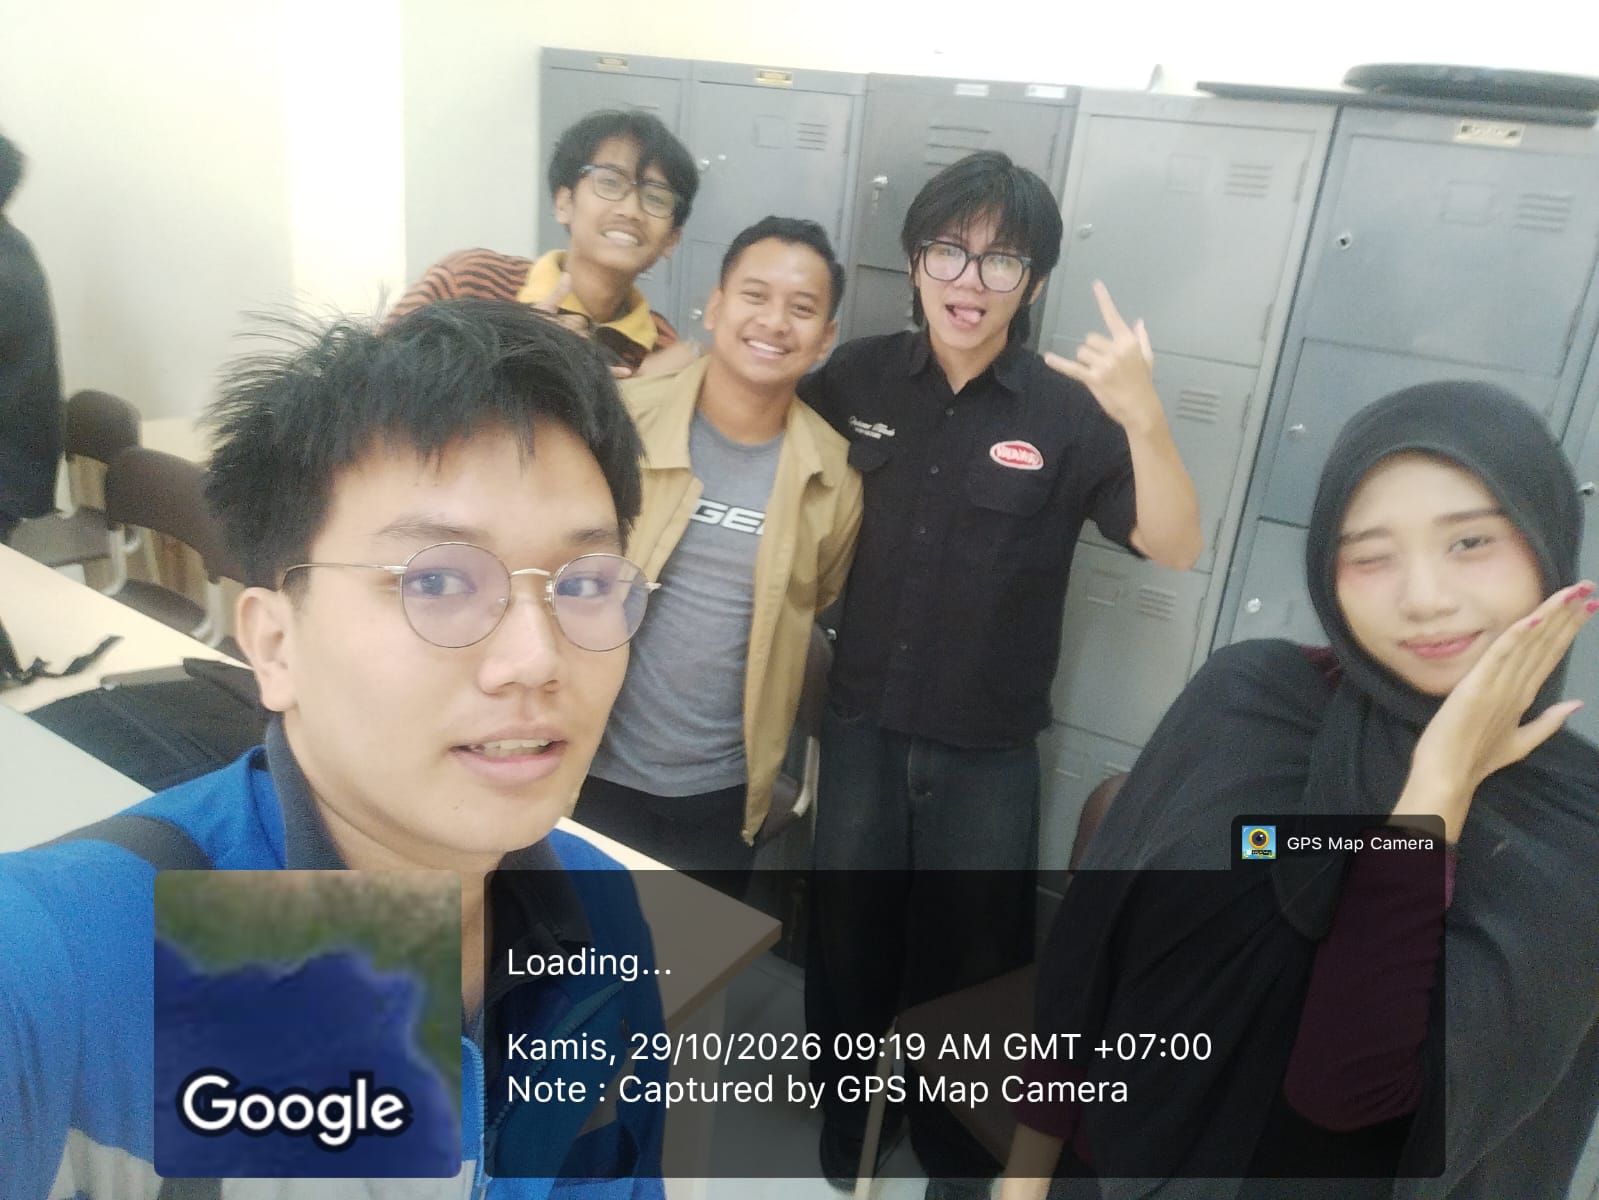 GPS Map Camera
Google
Loading...
Kamis, 29/10/2026 09:19 AM GMT +07:00
Note : Captured by GPS Map Camera